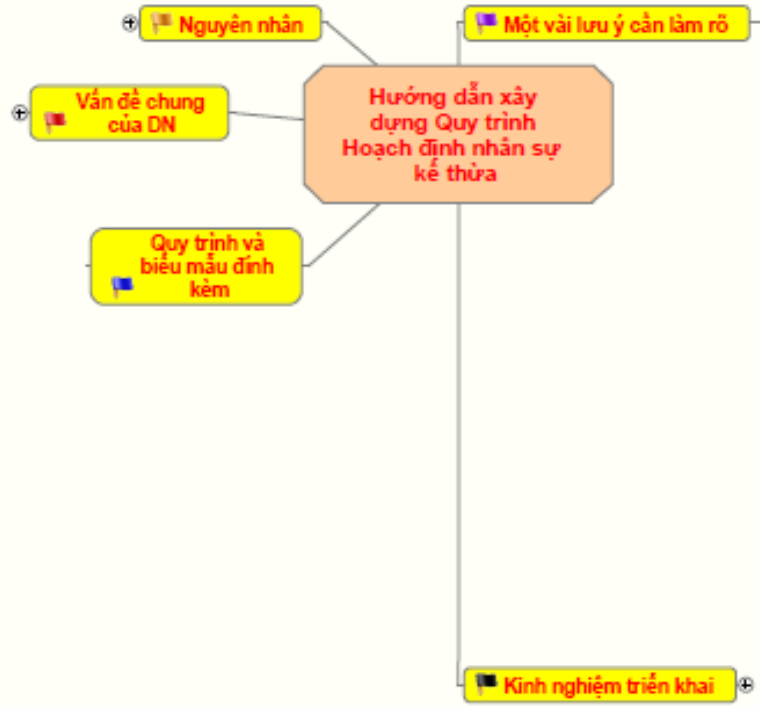 Nguyên nhân
Một vài lưu ý cần làm rõ
Vấn đề chung
của DN
Hướng dẫn xây
dựng Quy trình
Hoạch định nhân sự
kế thừa
Quy trình và
biểu mẫu đính
kèm
Kinh nghiệm triển khai